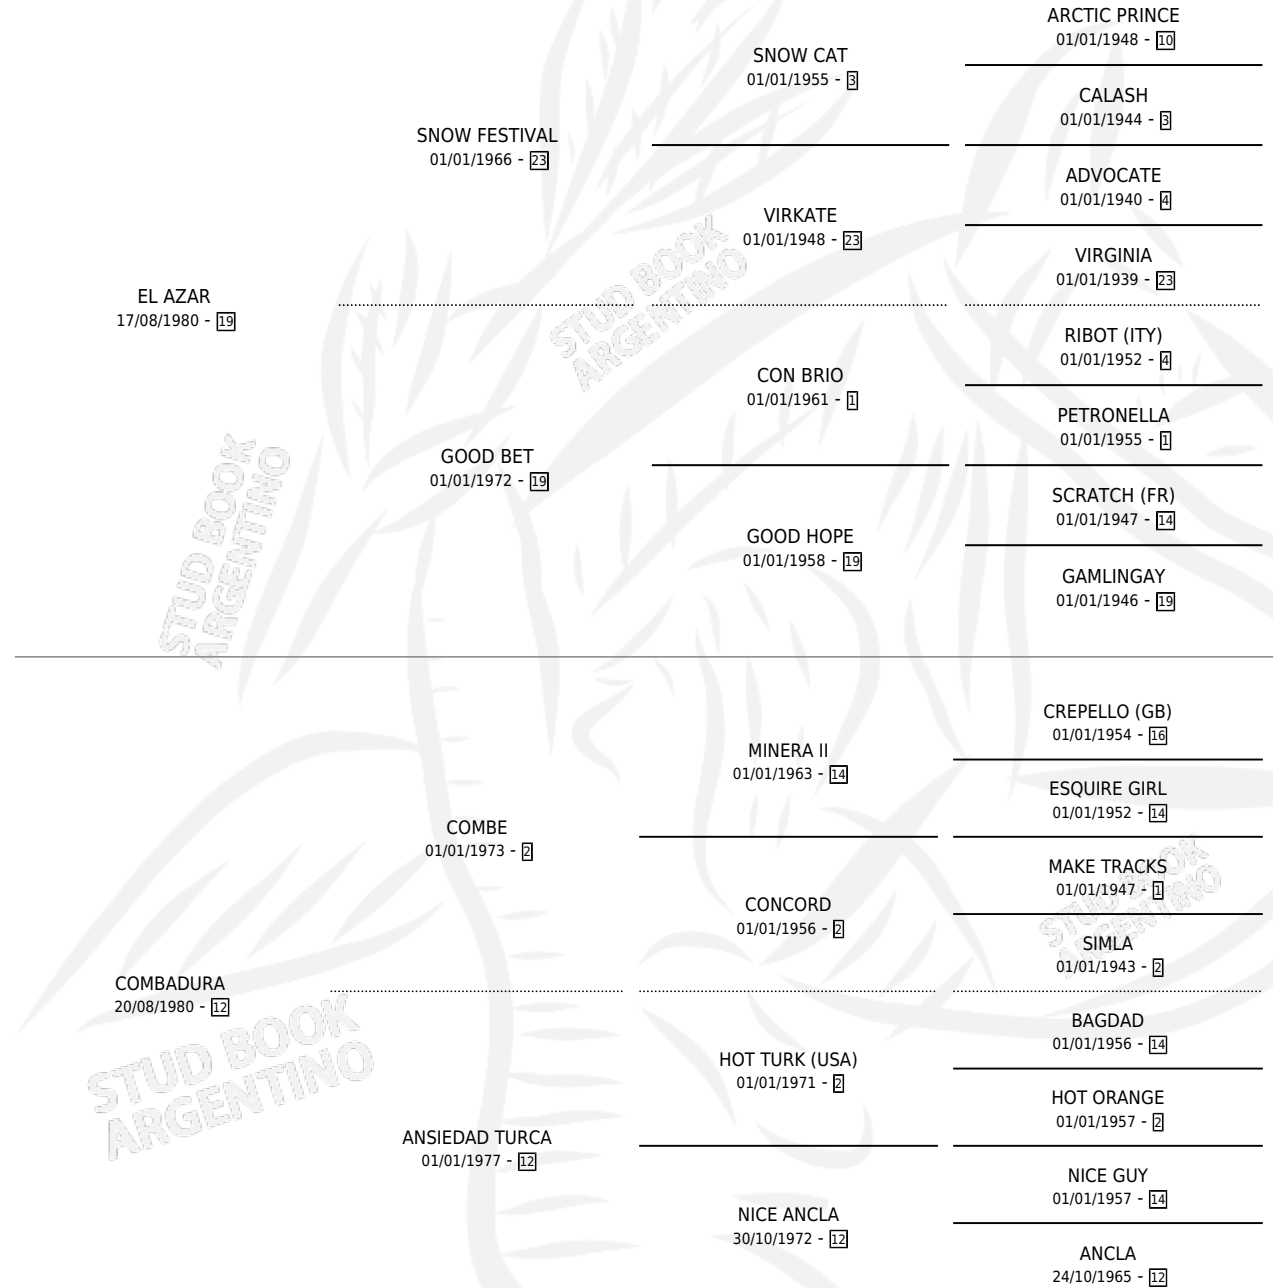 ARCTIC PRINCE
01/01/1948 - 10
SNOW CAT
01/01/1955 - 3
CALASH
01/01/1944 - 3
SNOW FESTIVAL
01/01/1966 - 23
ADVOCATE
01/01/1940 - 4
VIRKATE
01/01/1948 - 23
VIRGINIA
01/01/1939 - 23
EL AZAR
17/08/1980 - 19
RIBOT (ITY)
01/01/1952 - 4
CON BRIO
01/01/1961 - 1
PETRONELLA
01/01/1955 - 1
GOOD BET
01/01/1972 - 19
SCRATCH (FR)
01/01/1947 - 14
GOOD HOPE
01/01/1958 - 19
GAMLINGAY
01/01/1946 - 19
CREPELLO (GB)
01/01/1954 - 16
MINERA II
01/01/1963 - 14
ESQUIRE GIRL
01/01/1952 - 14
COMBE
01/01/1973 - 2
MAKE TRACKS
01/01/1947 - 1
CONCORD
01/01/1956 - 2
SIMLA
01/01/1943 - 2
COMBADURA
20/08/1980 - 12
BAGDAD
01/01/1956 - 14
HOT TURK (USA)
01/01/1971 - 2
HOT ORANGE
01/01/1957 - 2
ANSIEDAD TURCA
01/01/1977 - 12
NICE GUY
01/01/1957 - 14
NICE ANCLA
30/10/1972 - 12
ANCLA
24/10/1965 - 12
STUD BOOK
ARGENTINO
STUD BOOK
ARGENTINO
STUD BOOK
ARGENTINO
STUD BOOK
ARGENTINO